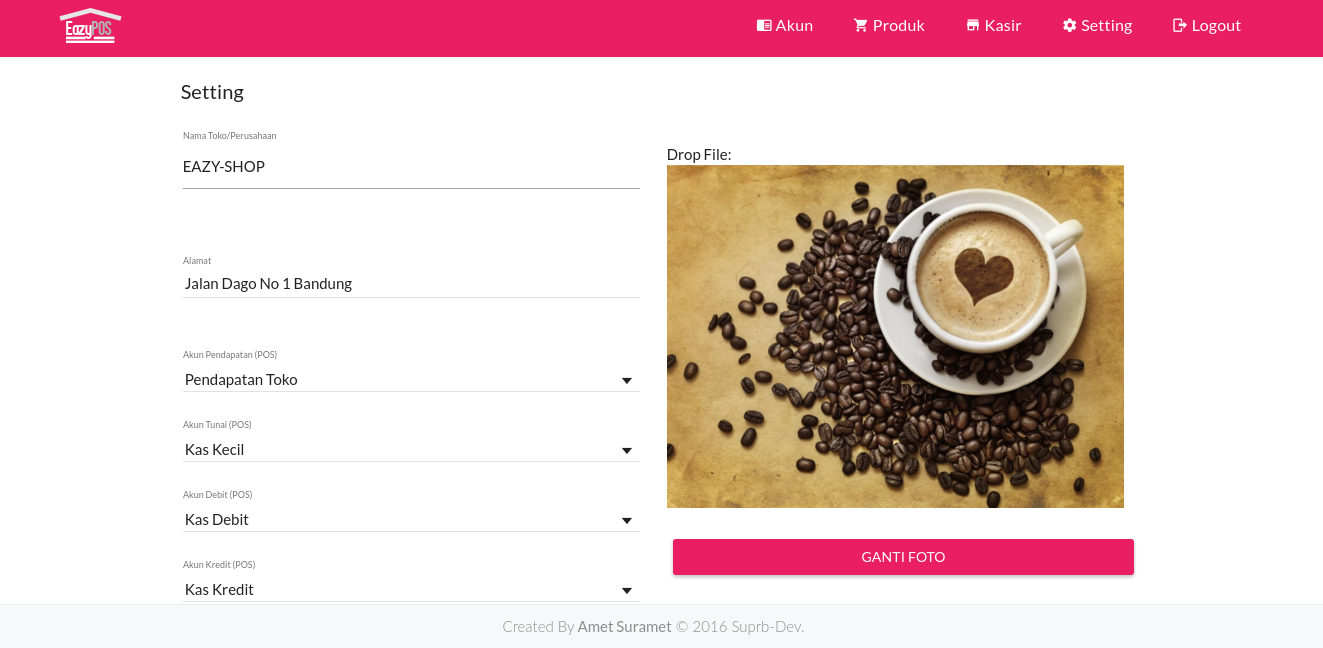 EazyPOS
Akun
Produk
Kasir
Setting
Logout
Setting
Nama Toko/Perusahaan
EAZY-SHOP
Alamat
Jalan Dago No 1 Bandung
Akun Pendapatan (POS)
Pendapatan Toko
Akun Tunai (POS)
Kas Kecil
Akun Debit (POS)
Kas Debit
Akun Kredit (POS)
Kas Kredit
Drop File:
GANTI FOTO
Created By Amet Suramet © 2016 Suprb-Dev.